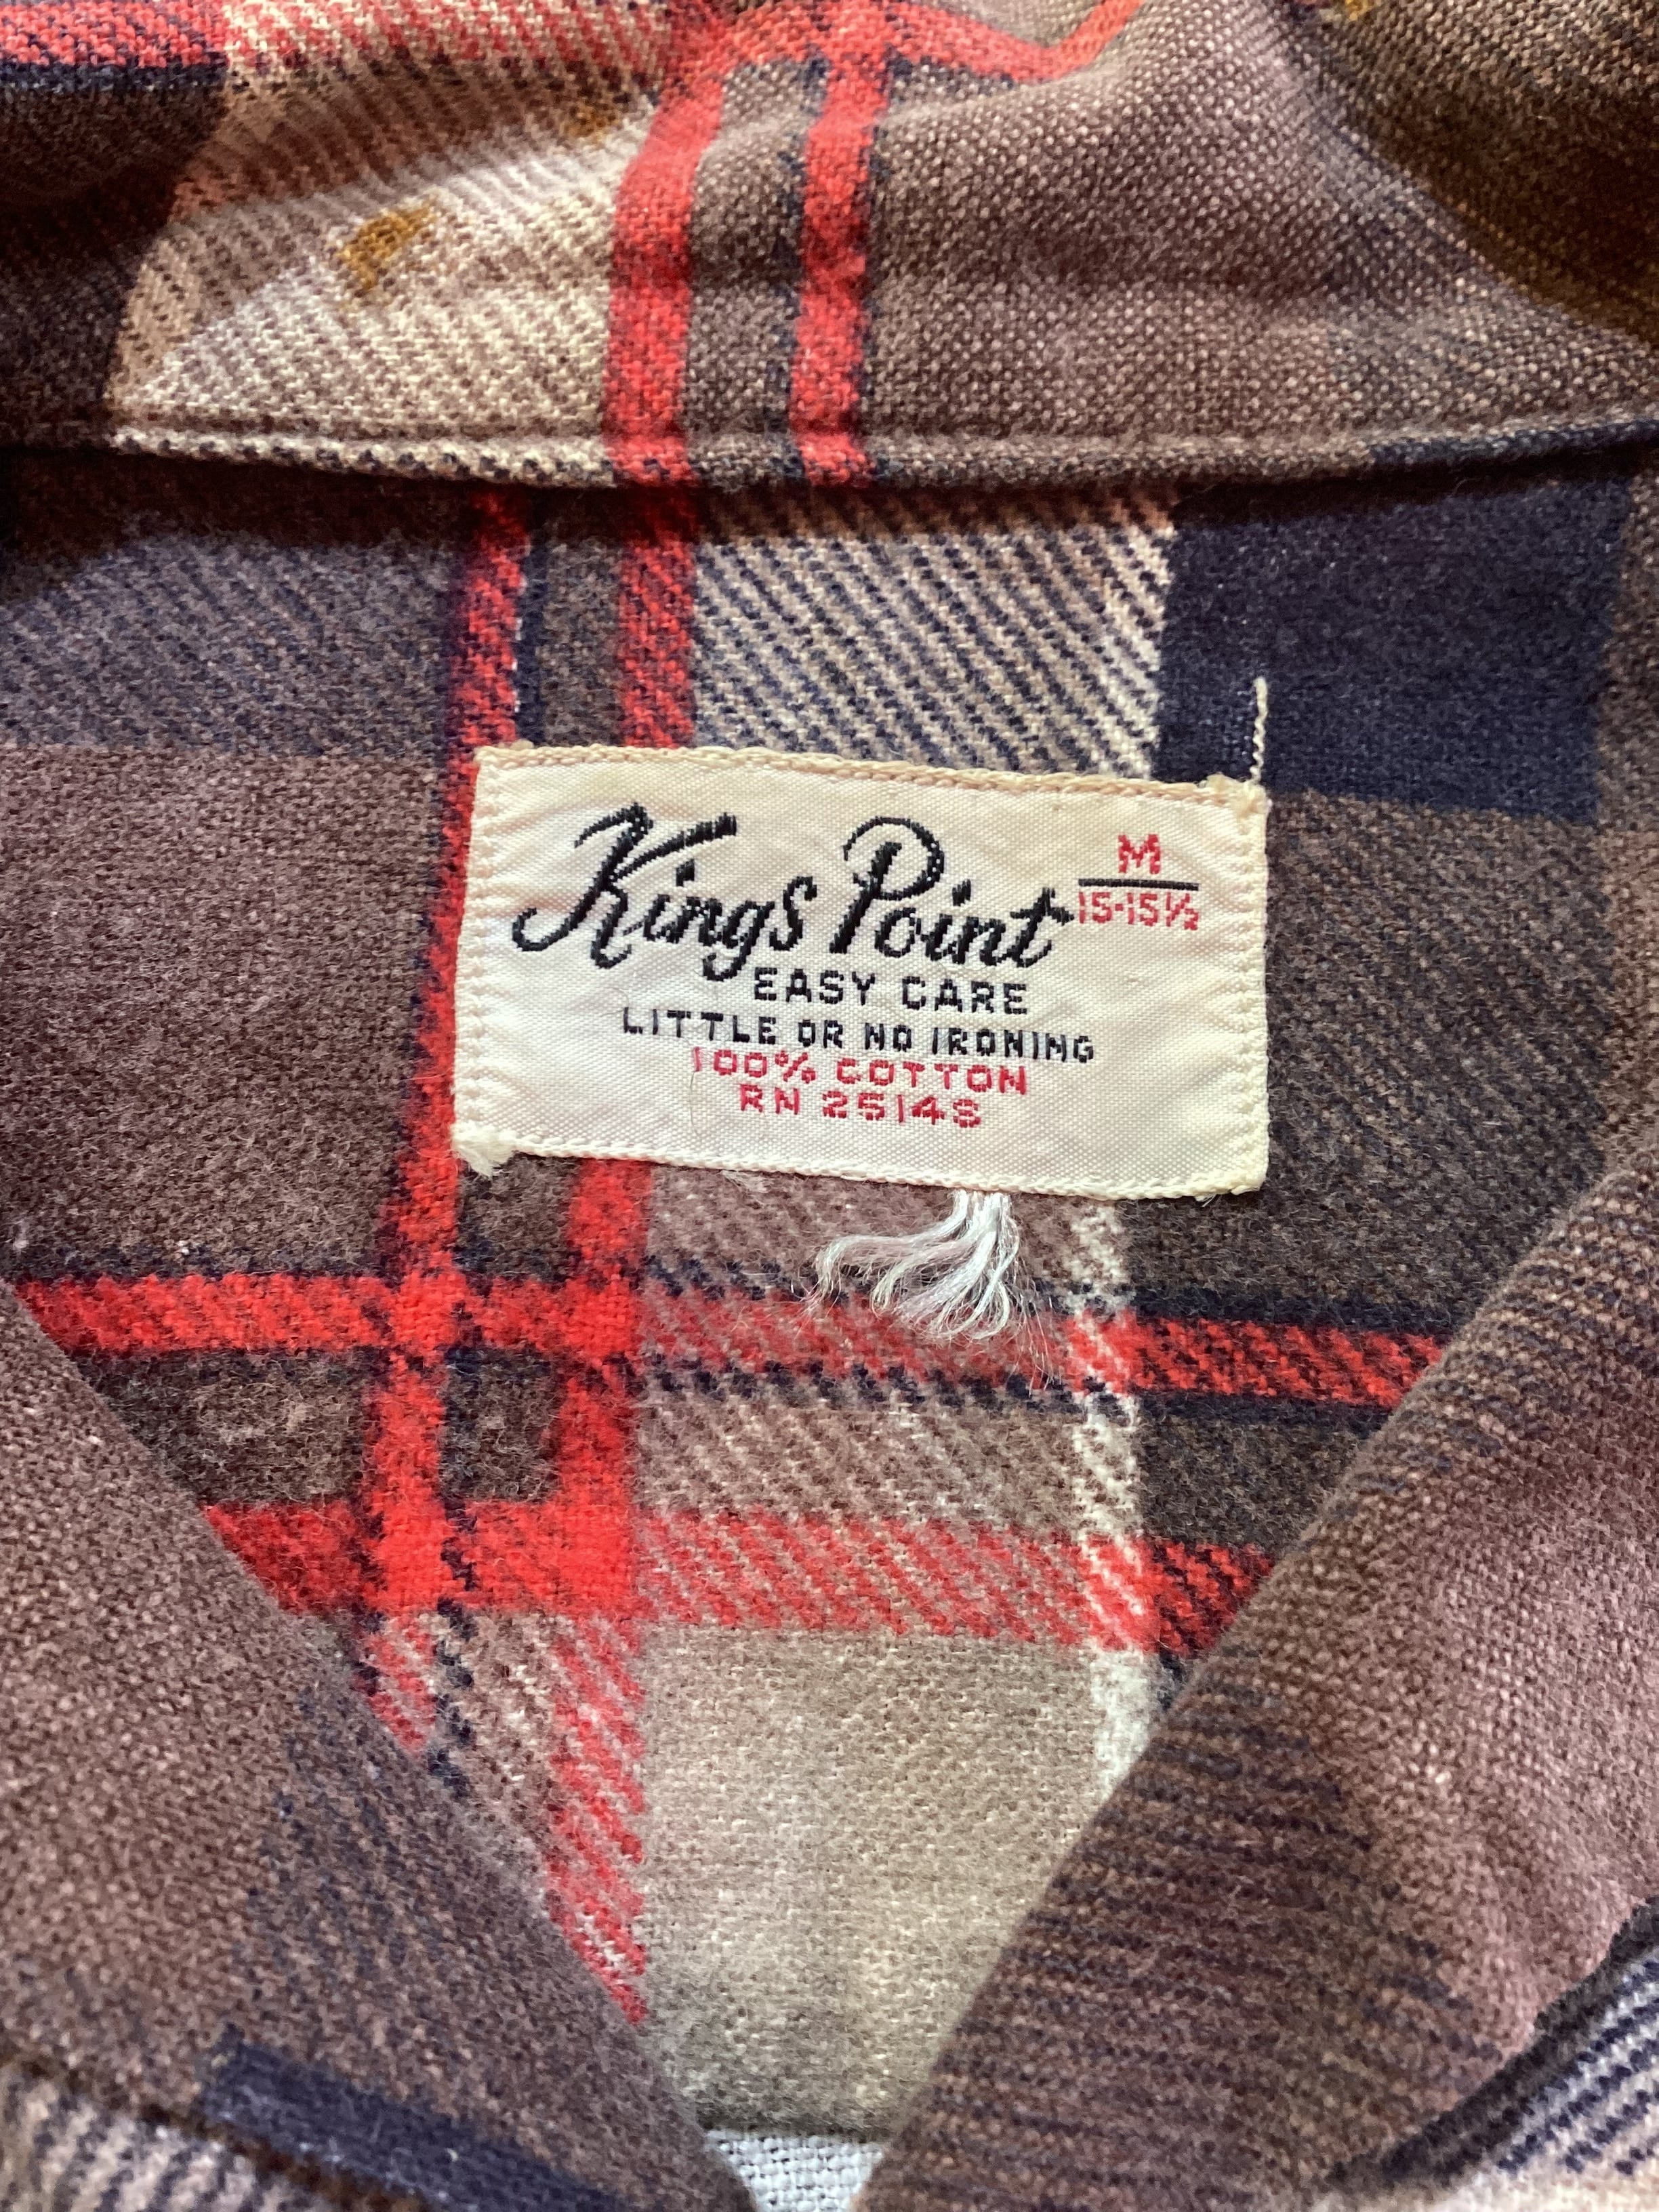 Kings Point M
15-15½
EASY CARE
LITTLE OR NO IRONING
100% COTTON
RN 25148